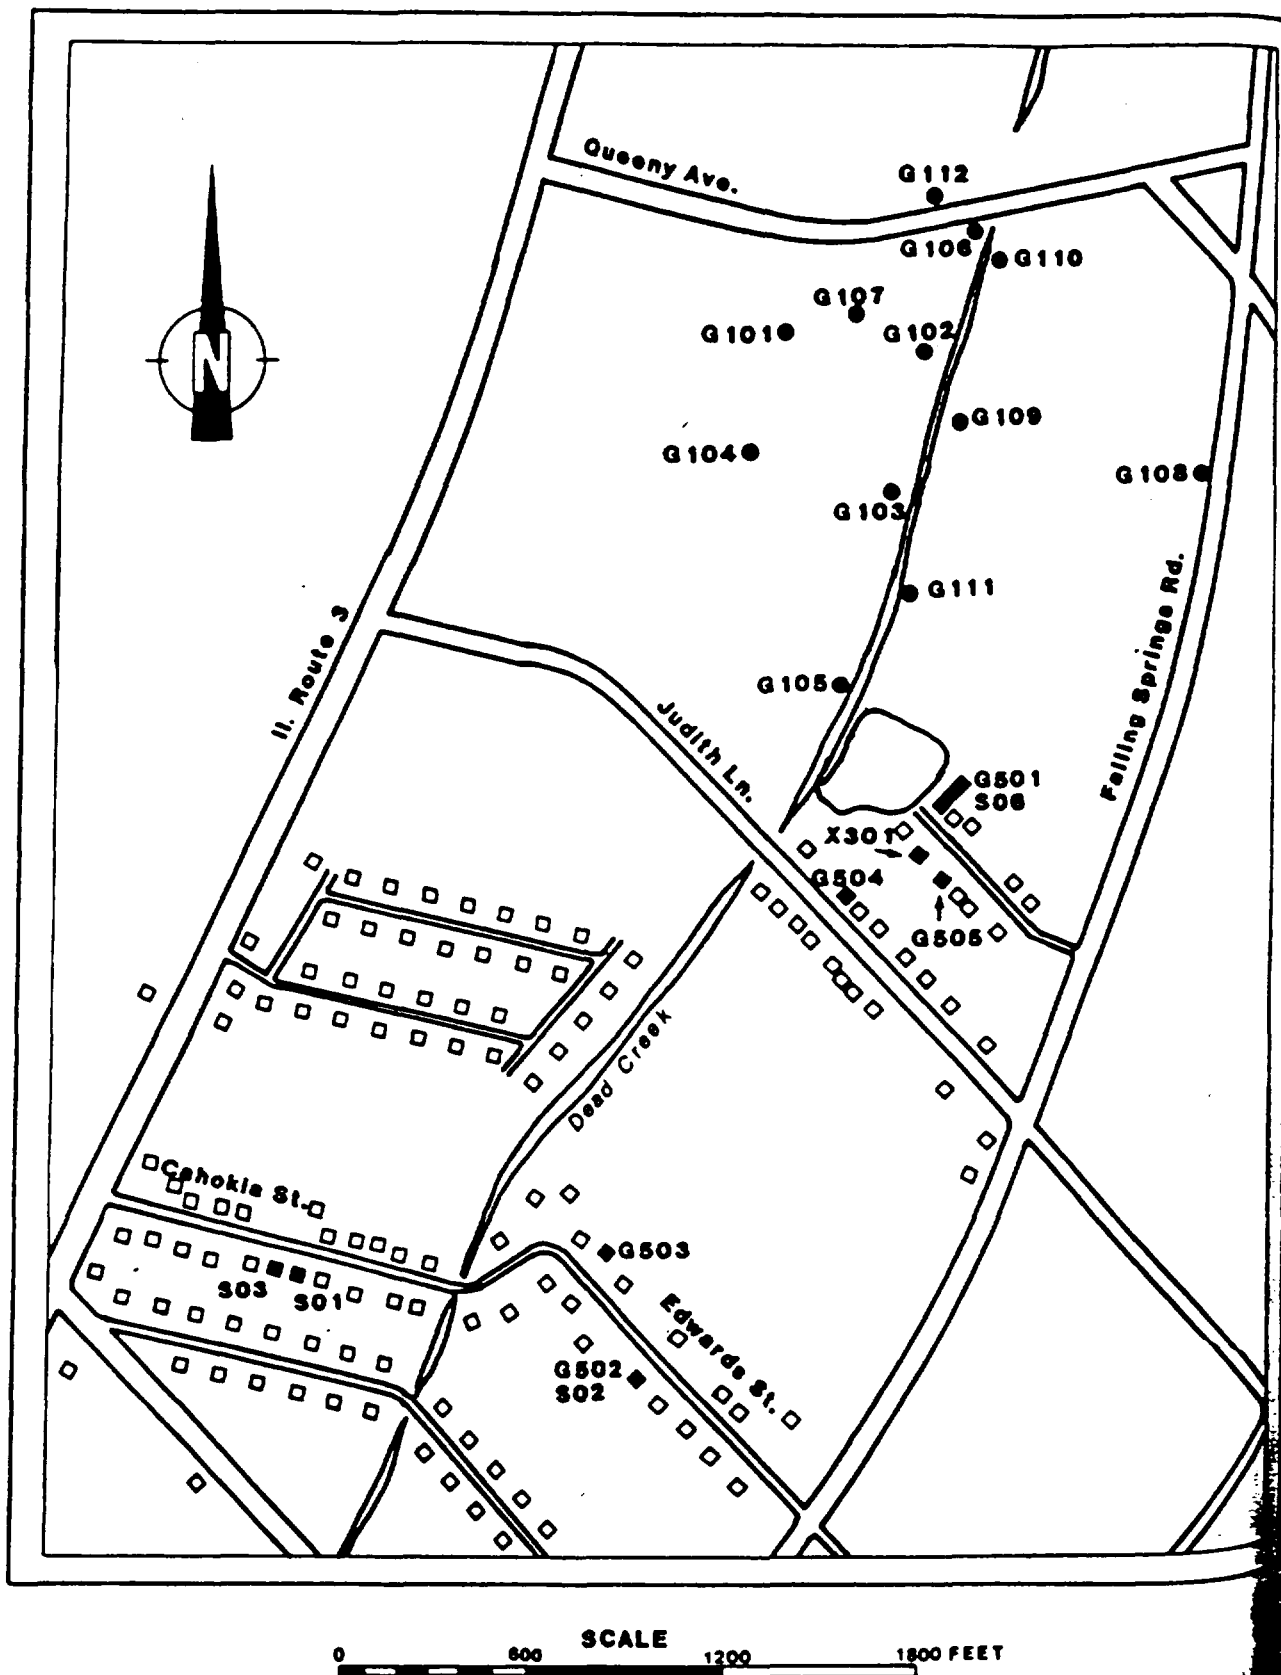 Queeny Ave.
G112
G106
G110
G107
G101
G102
N
G109
G104
G108
G103
G111
Il. Route 3
Falling Springs Rd.
G105
Judith Ln.
G501
S06
X301
G504
G505
Dead Creek
Cahokia St.
G503
S03
S01
Edwards St.
G502
S02
SCALE
0 600 1200 1800 FEET